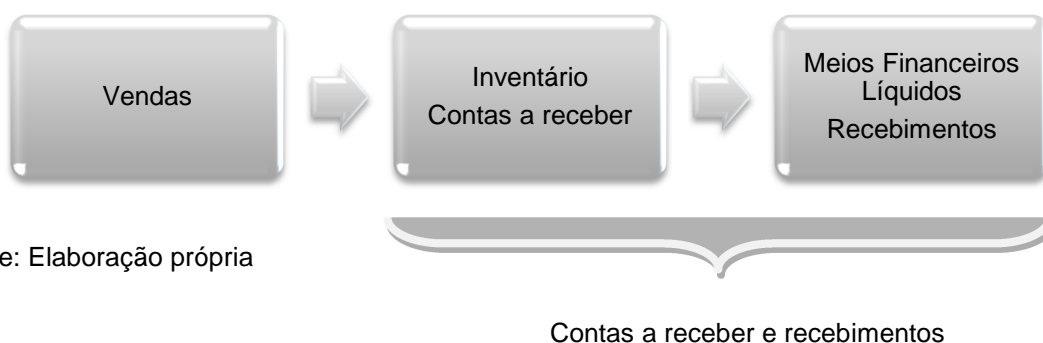 Vendas
Inventário
Contas a receber
Meios Financeiros
Líquidos
Recebimentos
e: Elaboração própria
Contas a receber e recebimentos